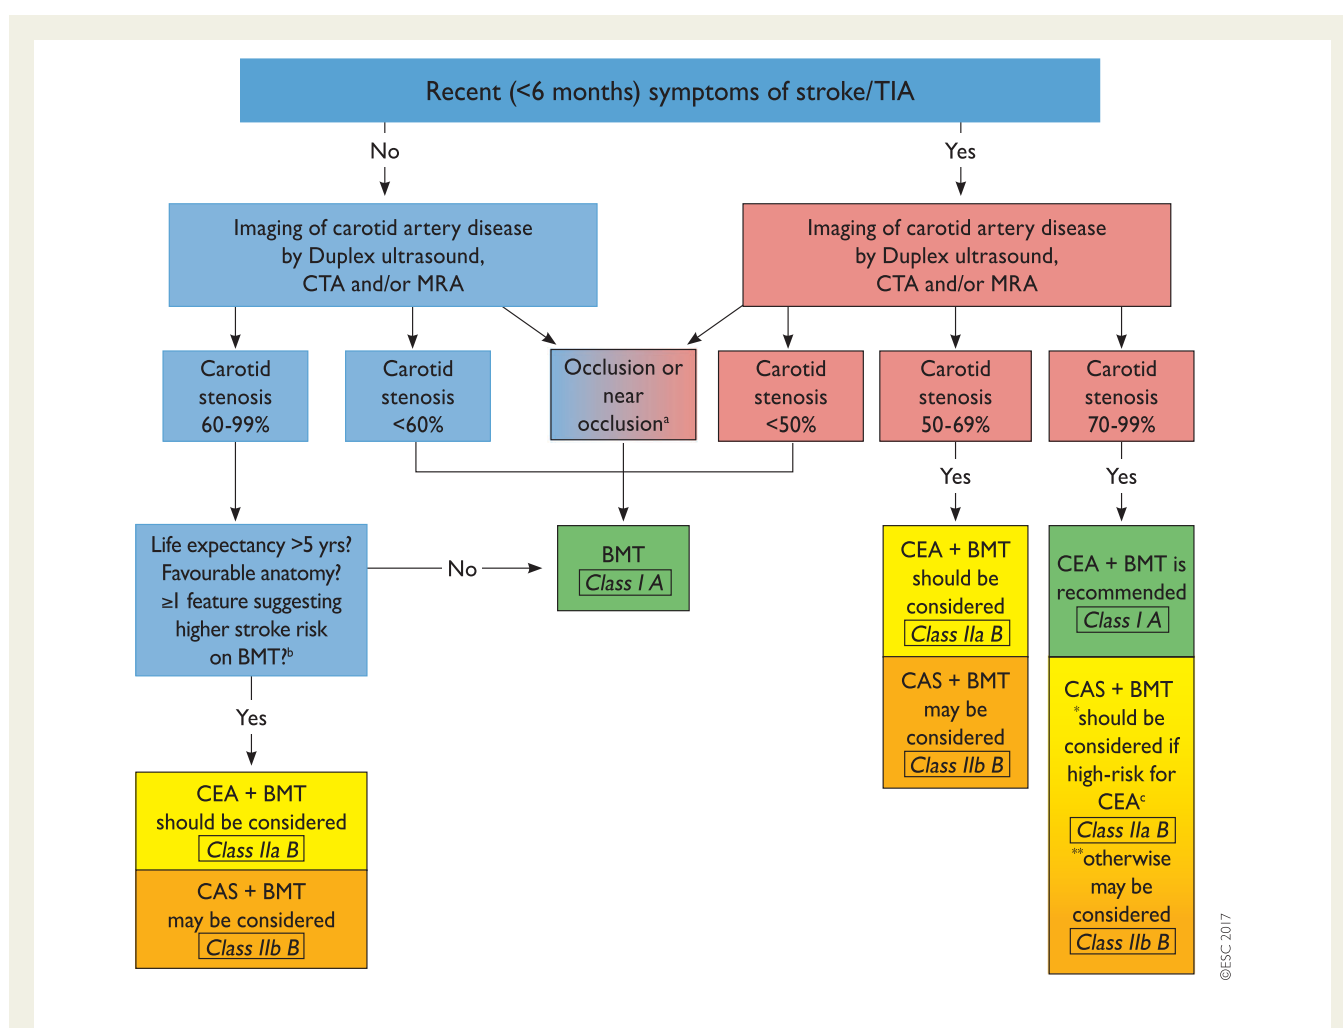 Recent (<6 months) symptoms of stroke/TIA
No
Yes
Imaging of carotid artery disease
by Duplex ultrasound,
CTA and/or MRA
Imaging of carotid artery disease
by Duplex ultrasound,
CTA and/or MRA
Carotid
stenosis
60-99%
Carotid
stenosis
<60%
Occlusion or
near
occlusionᵃ
Carotid
stenosis
<50%
Carotid
stenosis
50-69%
Carotid
stenosis
70-99%
Yes
Yes
Life expectancy >5 yrs?
Favourable anatomy?
≥1 feature suggesting
higher stroke risk
on BMT?ᵇ
No
BMT
Class I A
CEA + BMT
should be
considered
Class IIa B
CAS + BMT
may be
considered
Class IIb B
CEA + BMT is
recommended
Class I A
CAS + BMT
*should be
considered if
high-risk for
CEAᶜ
Class IIa B
**otherwise
may be
considered
Class IIb B
Yes
CEA + BMT
should be considered
Class IIa B
CAS + BMT
may be considered
Class IIb B
©ESC 2017